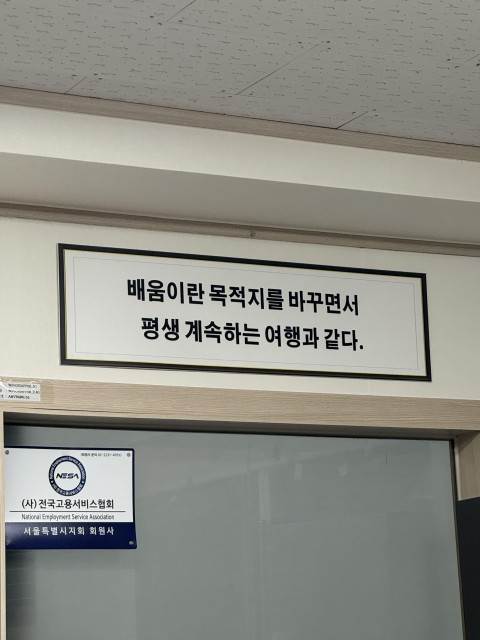 배움이란 목적지를 바꾸면서
평생 계속하는 여행과 같다.
NESA
(사) 전국고용서비스협회
National Employment Service Association
서울특별시지회 회원사